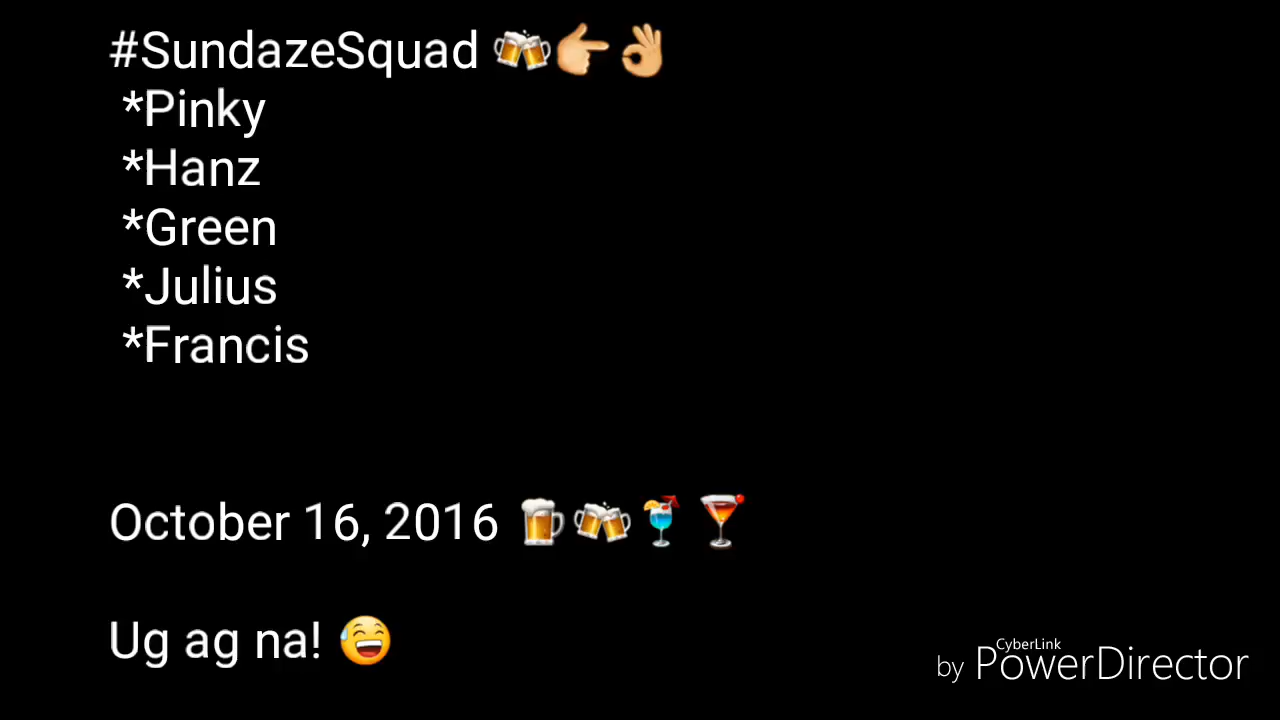 #SundazeSquad 🍻👉👌
*Pinky
*Hanz
*Green
*Julius
*Francis
October 16, 2016 🍺🍻🍹🍸
Ug ag na! 😅
by CyberLink PowerDirector